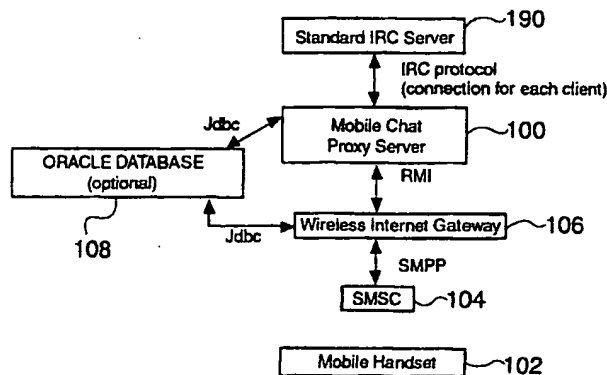 190
Standard IRC Server
IRC protocol
(connection for each client)
Jdbc
Mobile Chat
Proxy Server
100
ORACLE DATABASE
(optional)
RMI
108
Jdbc
Wireless Internet Gateway
106
SMPP
SMSC
104
Mobile Handset
102